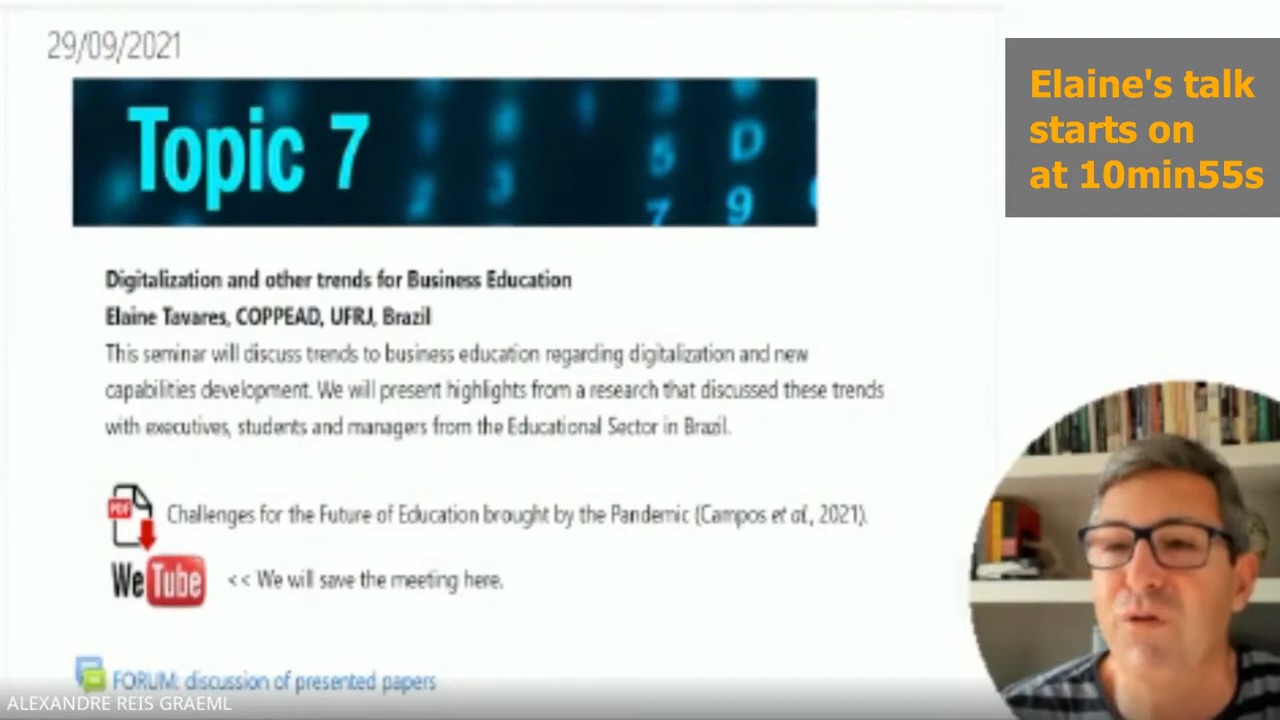 29/09/2021
Topic 7
Elaine's talk
starts on
at 10min55s
Digitalization and other trends for Business Education
Elaine Tavares, COPPEAD, UFRJ, Brazil
This seminar will discuss trends to business education regarding digitalization and new
capabilities development. We will present highlights from a research that discussed these trends
with executives, students and managers from the Educational Sector in Brazil.
PDF
Challenges for the Future of Education brought by the Pandemic (Campos et al., 2021).
WeTube << We will save the meeting here.
FORUM: discussion of presented papers
ALEXANDRE REIS GRAEML